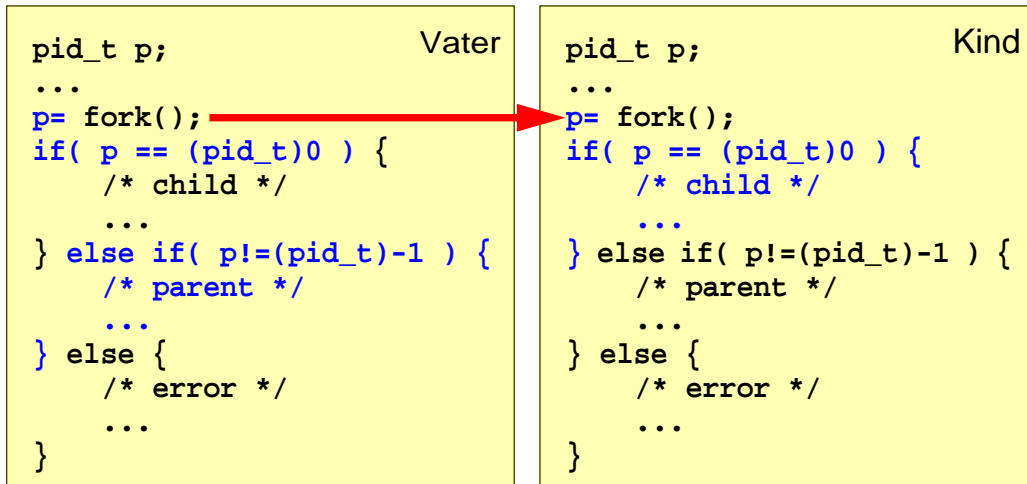 Vater
pid_t p;
...
p= fork();
if( p == (pid_t)0 ) {
/* child */
...
} else if( p!=(pid_t)-1 ) {
/* parent */
...
} else {
/* error */
...
}
Kind
pid_t p;
...
p= fork();
if( p == (pid_t)0 ) {
/* child */
...
} else if( p!=(pid_t)-1 ) {
/* parent */
...
} else {
/* error */
...
}